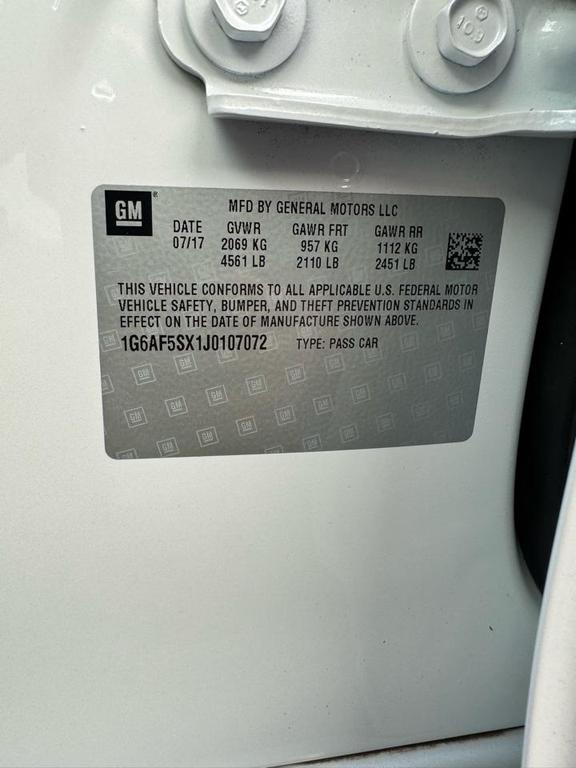 10.9
GM ®
MFD BY GENERAL MOTORS LLC
DATE GVWR GAWR FRT GAWR RR
07/17 2069 KG 957 KG 1112 KG
4561 LB 2110 LB 2451 LB
THIS VEHICLE CONFORMS TO ALL APPLICABLE U.S. FEDERAL MOTOR
VEHICLE SAFETY, BUMPER, AND THEFT PREVENTION STANDARDS IN
EFFECT ON THE DATE OF MANUFACTURE SHOWN ABOVE.
1G6AF5SX1J0107072 TYPE: PASS CAR